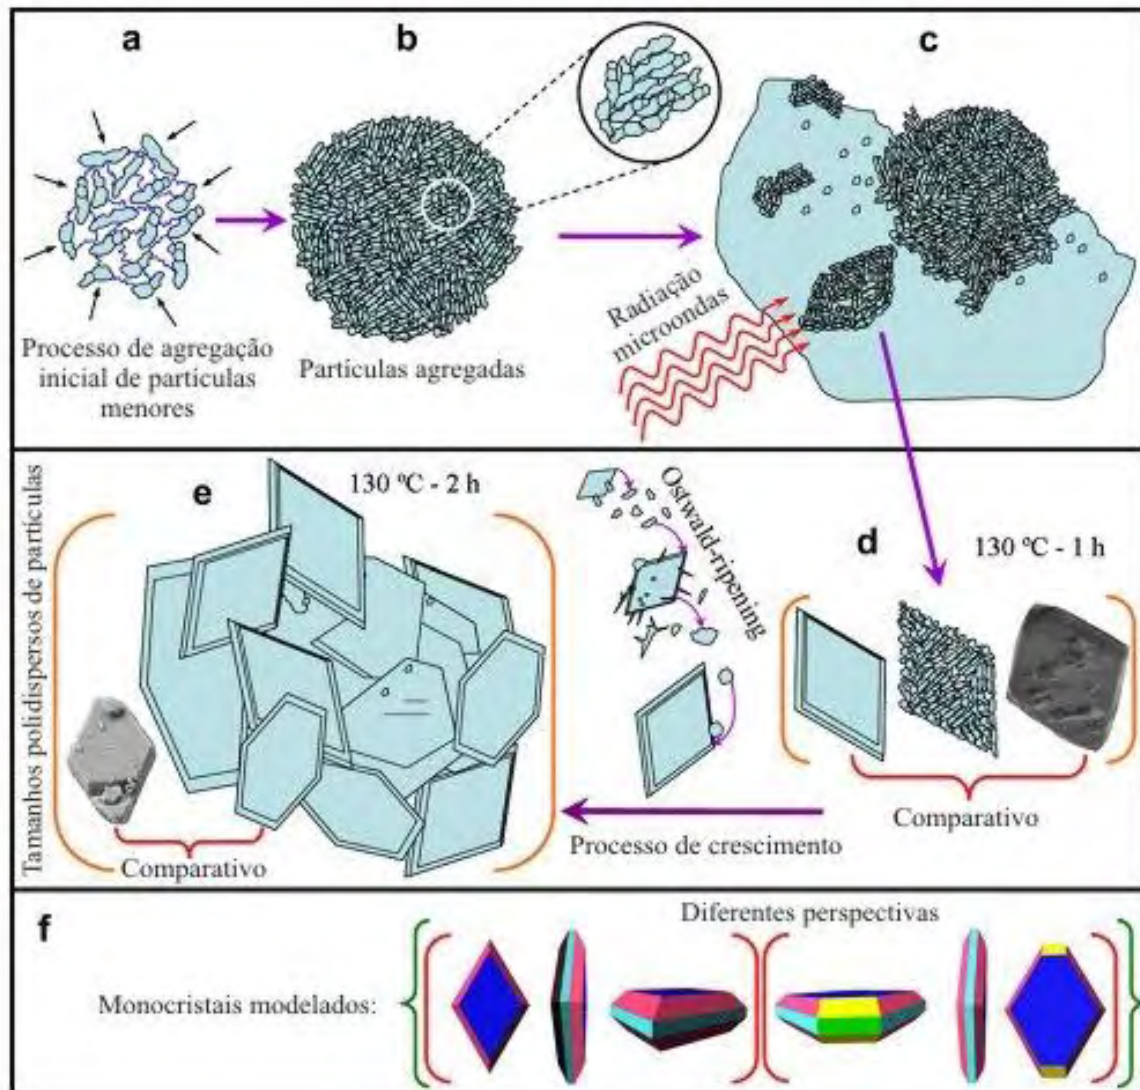 a
b
c
Processo de agregação
inicial de partículas
menores
Partículas agregadas
Radiação
microondas
Tamanhos polidispersos de partículas
e
130 ºC - 2 h
Ostwald-ripening
d
130 ºC - 1 h
Comparativo
Processo de crescimento
Comparativo
f
Diferentes perspectivas
Monocristais modelados: